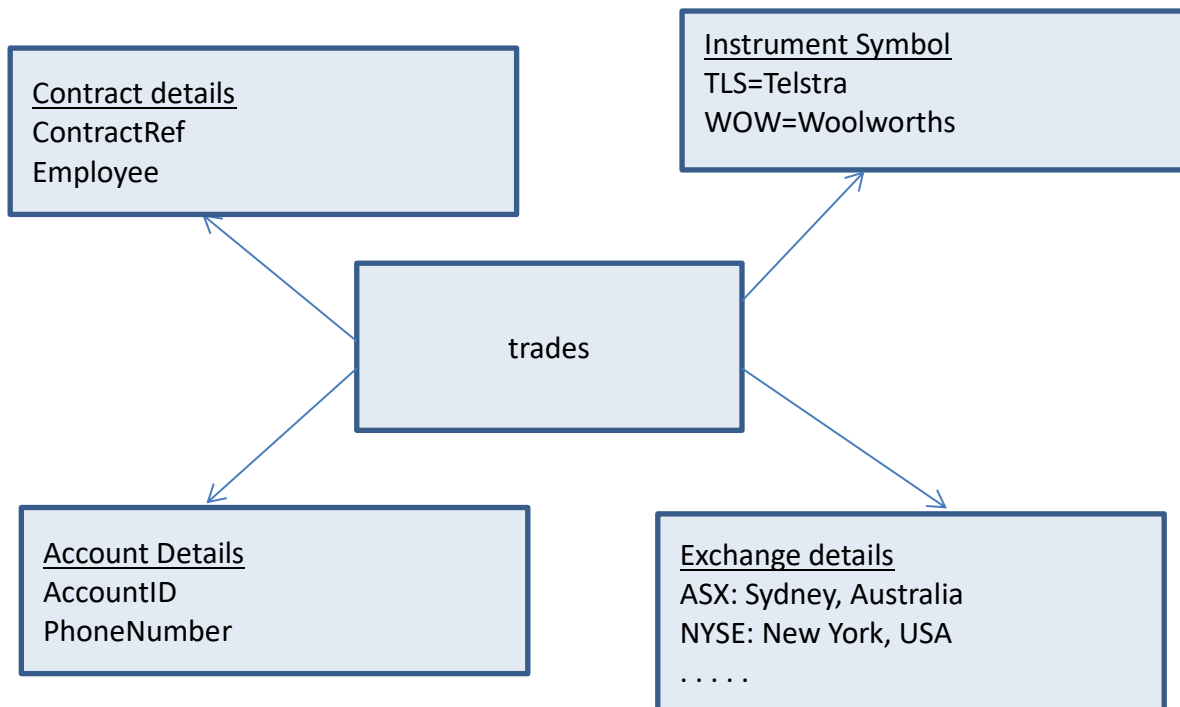 Contract details
ContractRef
Employee
Instrument Symbol
TLS=Telstra
WOW=Woolworths
trades
Account Details
AccountID
PhoneNumber
Exchange details
ASX: Sydney, Australia
NYSE: New York, USA
. . . . .